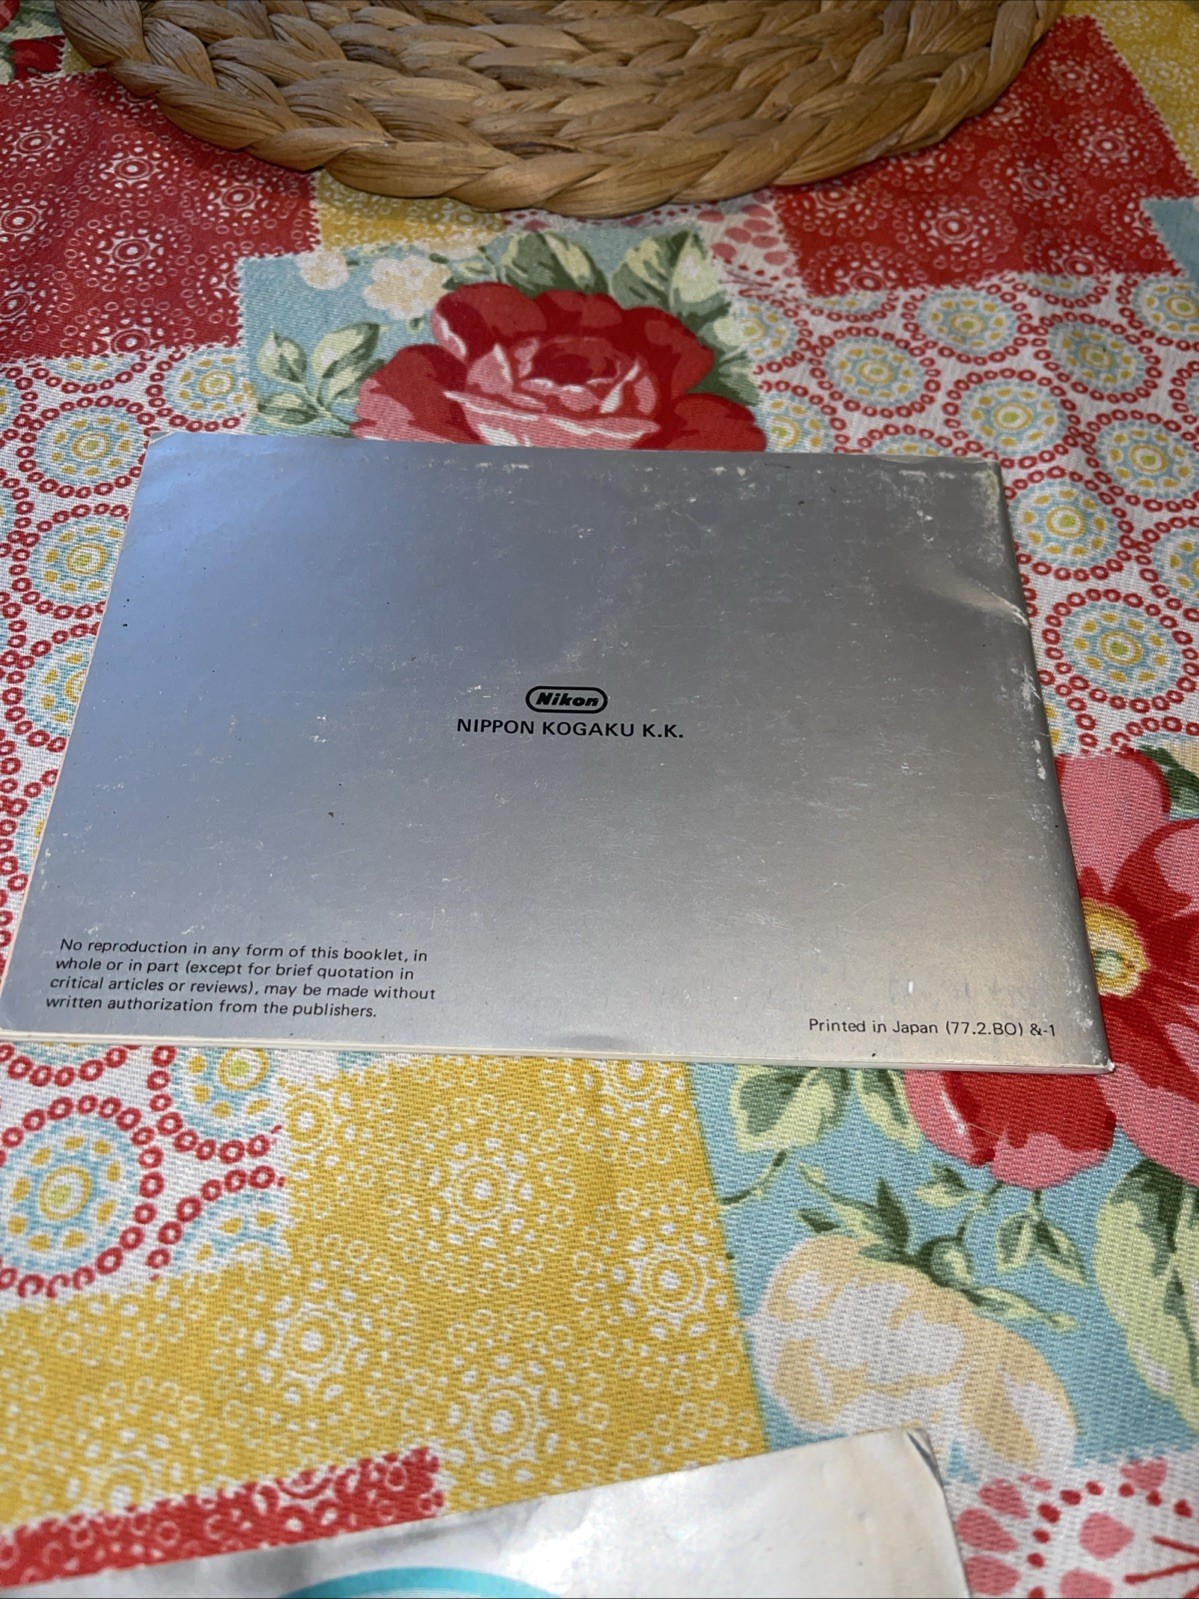 Nikon
NIPPON KOGAKU K.K.
No reproduction in any form of this booklet, in
whole or in part (except for brief quotation in
critical articles or reviews), may be made without
written authorization from the publishers.
Printed in Japan (77.2.BO) &-1